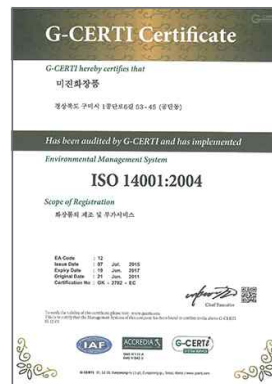 G-CERTI Certificate
G-CERTI hereby certifies that
미진화장품
경상북도 구미시 1공단로6길 53-45 (공단동)
Has been audited by G-CERTI and has implemented
Environmental Management System
ISO 14001:2004
Scope of Registration
화장품의 제조 및 부가서비스
EA Code : 12
Issue Date : 07 Jul. 2015
Expiry Date : 19 Jun. 2017
Original Date : 21 Jun. 2011
Certification No : GK - 2702 - EC
Chief Executive
IAF
ACCREDIA
G-CERTI